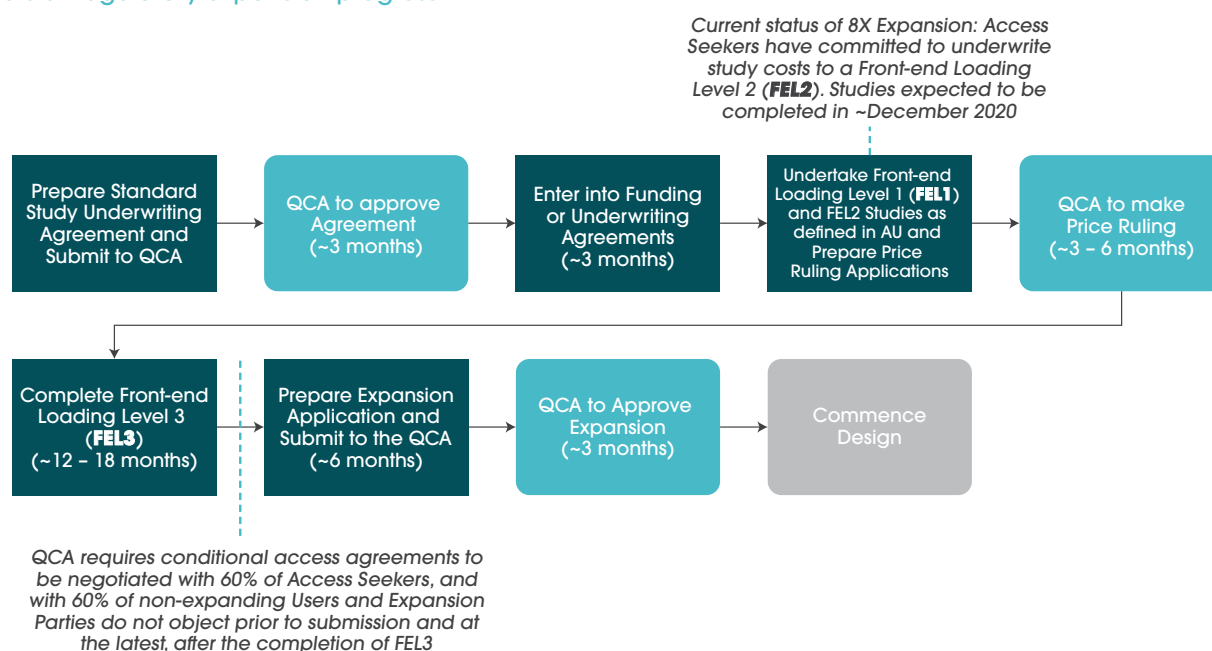 Current status of 8X Expansion: Access
Seekers have committed to underwrite
study costs to a Front-end Loading
Level 2 (FEL2). Studies expected to be
completed in ~December 2020
Prepare Standard
Study Underwriting
Agreement and
Submit to QCA
QCA to approve
Agreement
(~3 months)
Enter into Funding
or Underwriting
Agreements
(~3 months)
Undertake Front-end
Loading Level 1 (FEL1)
and FEL2 Studies as
defined in AU and
Prepare Price
Ruling Applications
QCA to make
Price Ruling
(~3 – 6 months)
Complete Front-end
Loading Level 3
(FEL3)
(~12 – 18 months)
Prepare Expansion
Application and
Submit to the QCA
(~6 months)
QCA to Approve
Expansion
(~3 months)
Commence
Design
QCA requires conditional access agreements to
be negotiated with 60% of Access Seekers, and
with 60% of non-expanding Users and Expansion
Parties do not object prior to submission and at
the latest, after the completion of FEL3